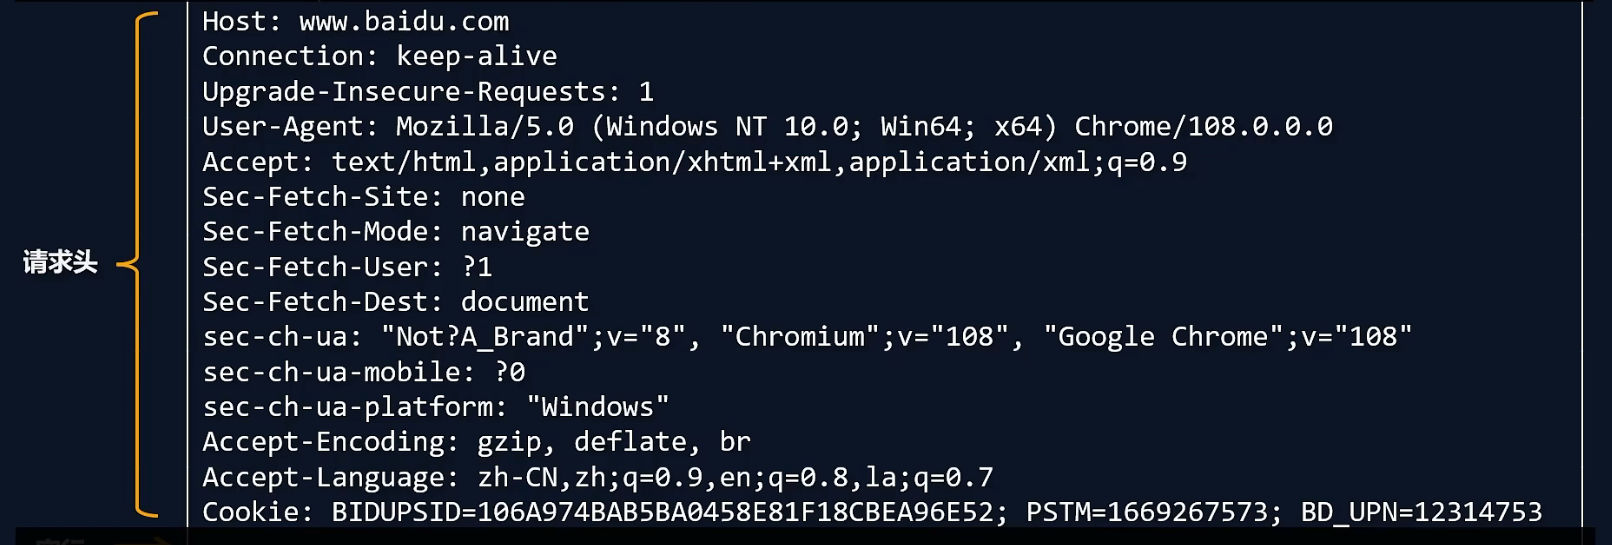 Host: www.baidu.com
Connection: keep-alive
Upgrade-Insecure-Requests: 1
User-Agent: Mozilla/5.0 (Windows NT 10.0; Win64; x64) Chrome/108.0.0.0
Accept: text/html,application/xhtml+xml,application/xml;q=0.9
Sec-Fetch-Site: none
Sec-Fetch-Mode: navigate
请求头
Sec-Fetch-User: ?1
Sec-Fetch-Dest: document
sec-ch-ua: "Not?A_Brand";v="8", "Chromium";v="108", "Google Chrome";v="108"
sec-ch-ua-mobile: ?0
sec-ch-ua-platform: "Windows"
Accept-Encoding: gzip, deflate, br
Accept-Language: zh-CN,zh;q=0.9,en;q=0.8,la;q=0.7
Cookie: BIDUPSID=106A974BAB5BA0458E81F18CBEA96E52; PSTM=1669267573; BD_UPN=12314753